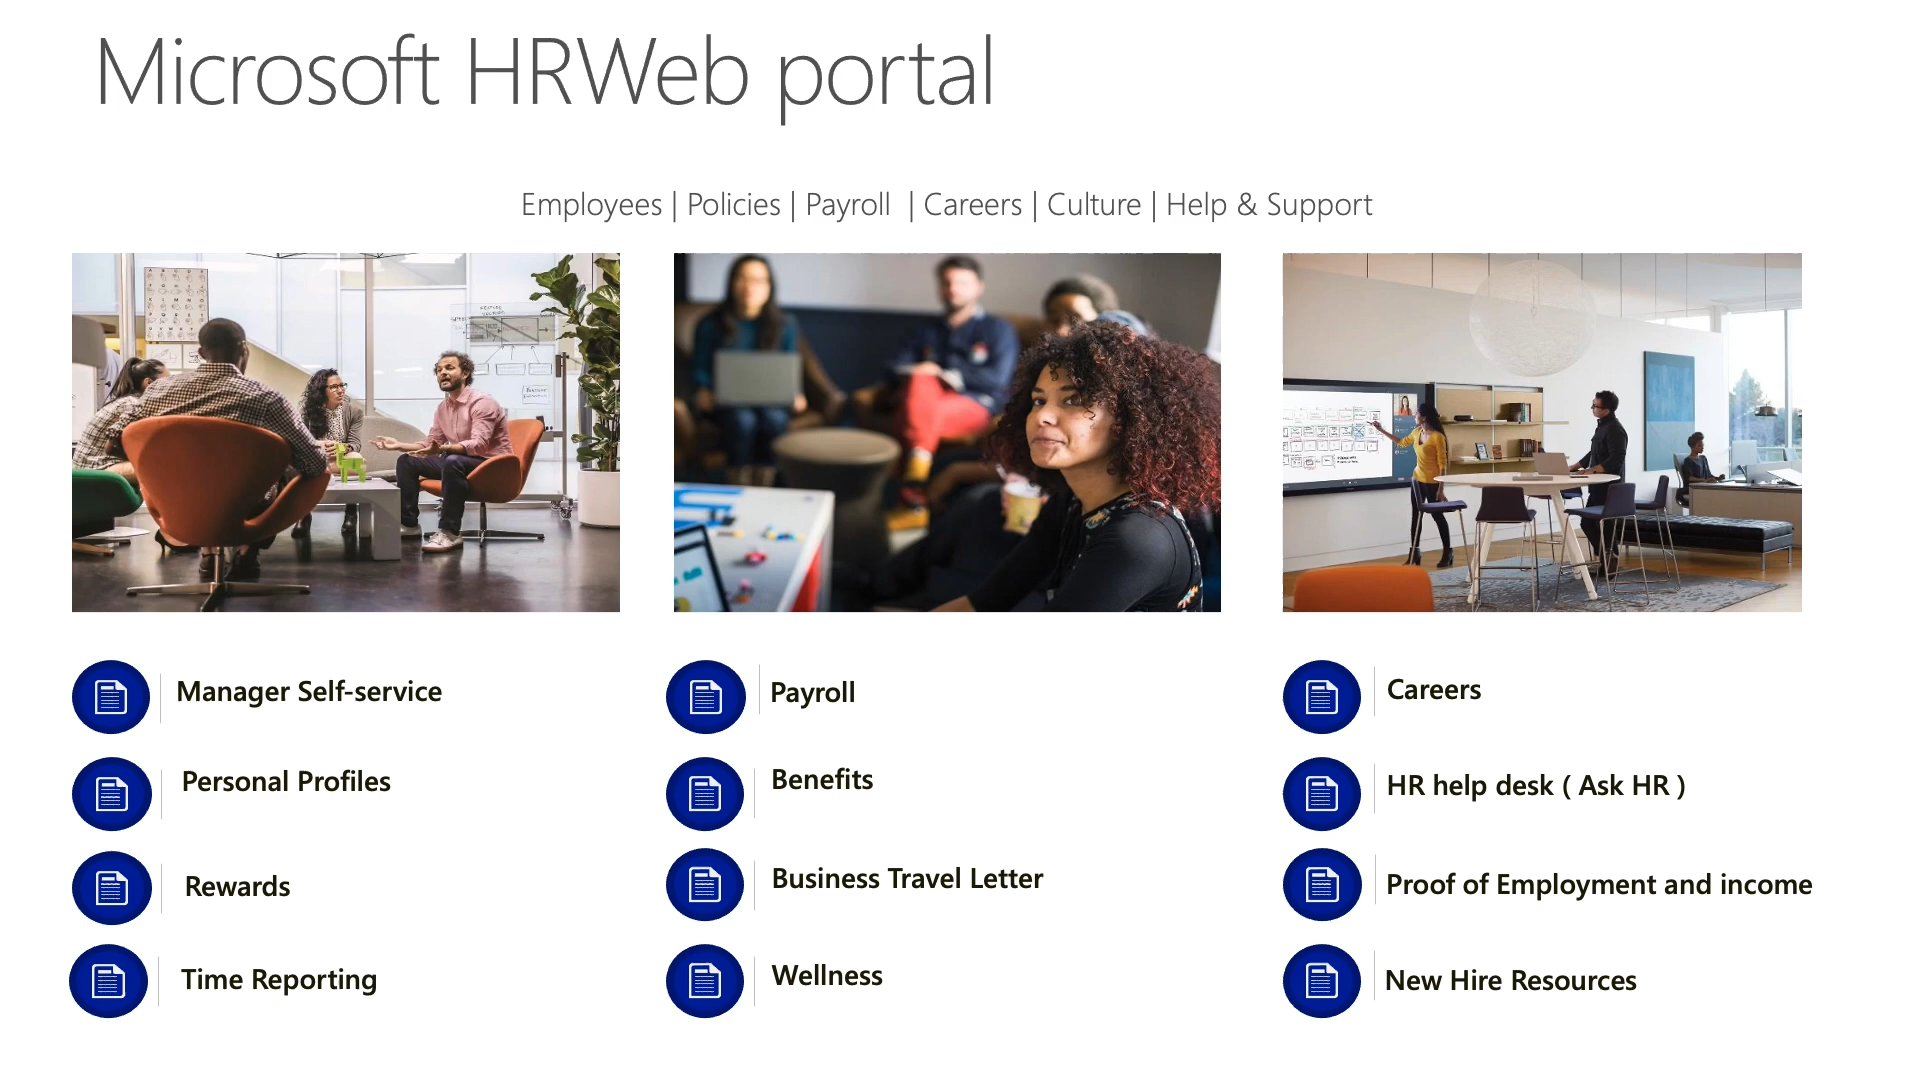 Microsoft HRWeb portal
Employees | Policies | Payroll | Careers | Culture | Help & Support
Manager Self-service
Personal Profiles
Rewards
Time Reporting
Payroll
Benefits
Business Travel Letter
Wellness
Careers
HR help desk ( Ask HR )
Proof of Employment and income
New Hire Resources